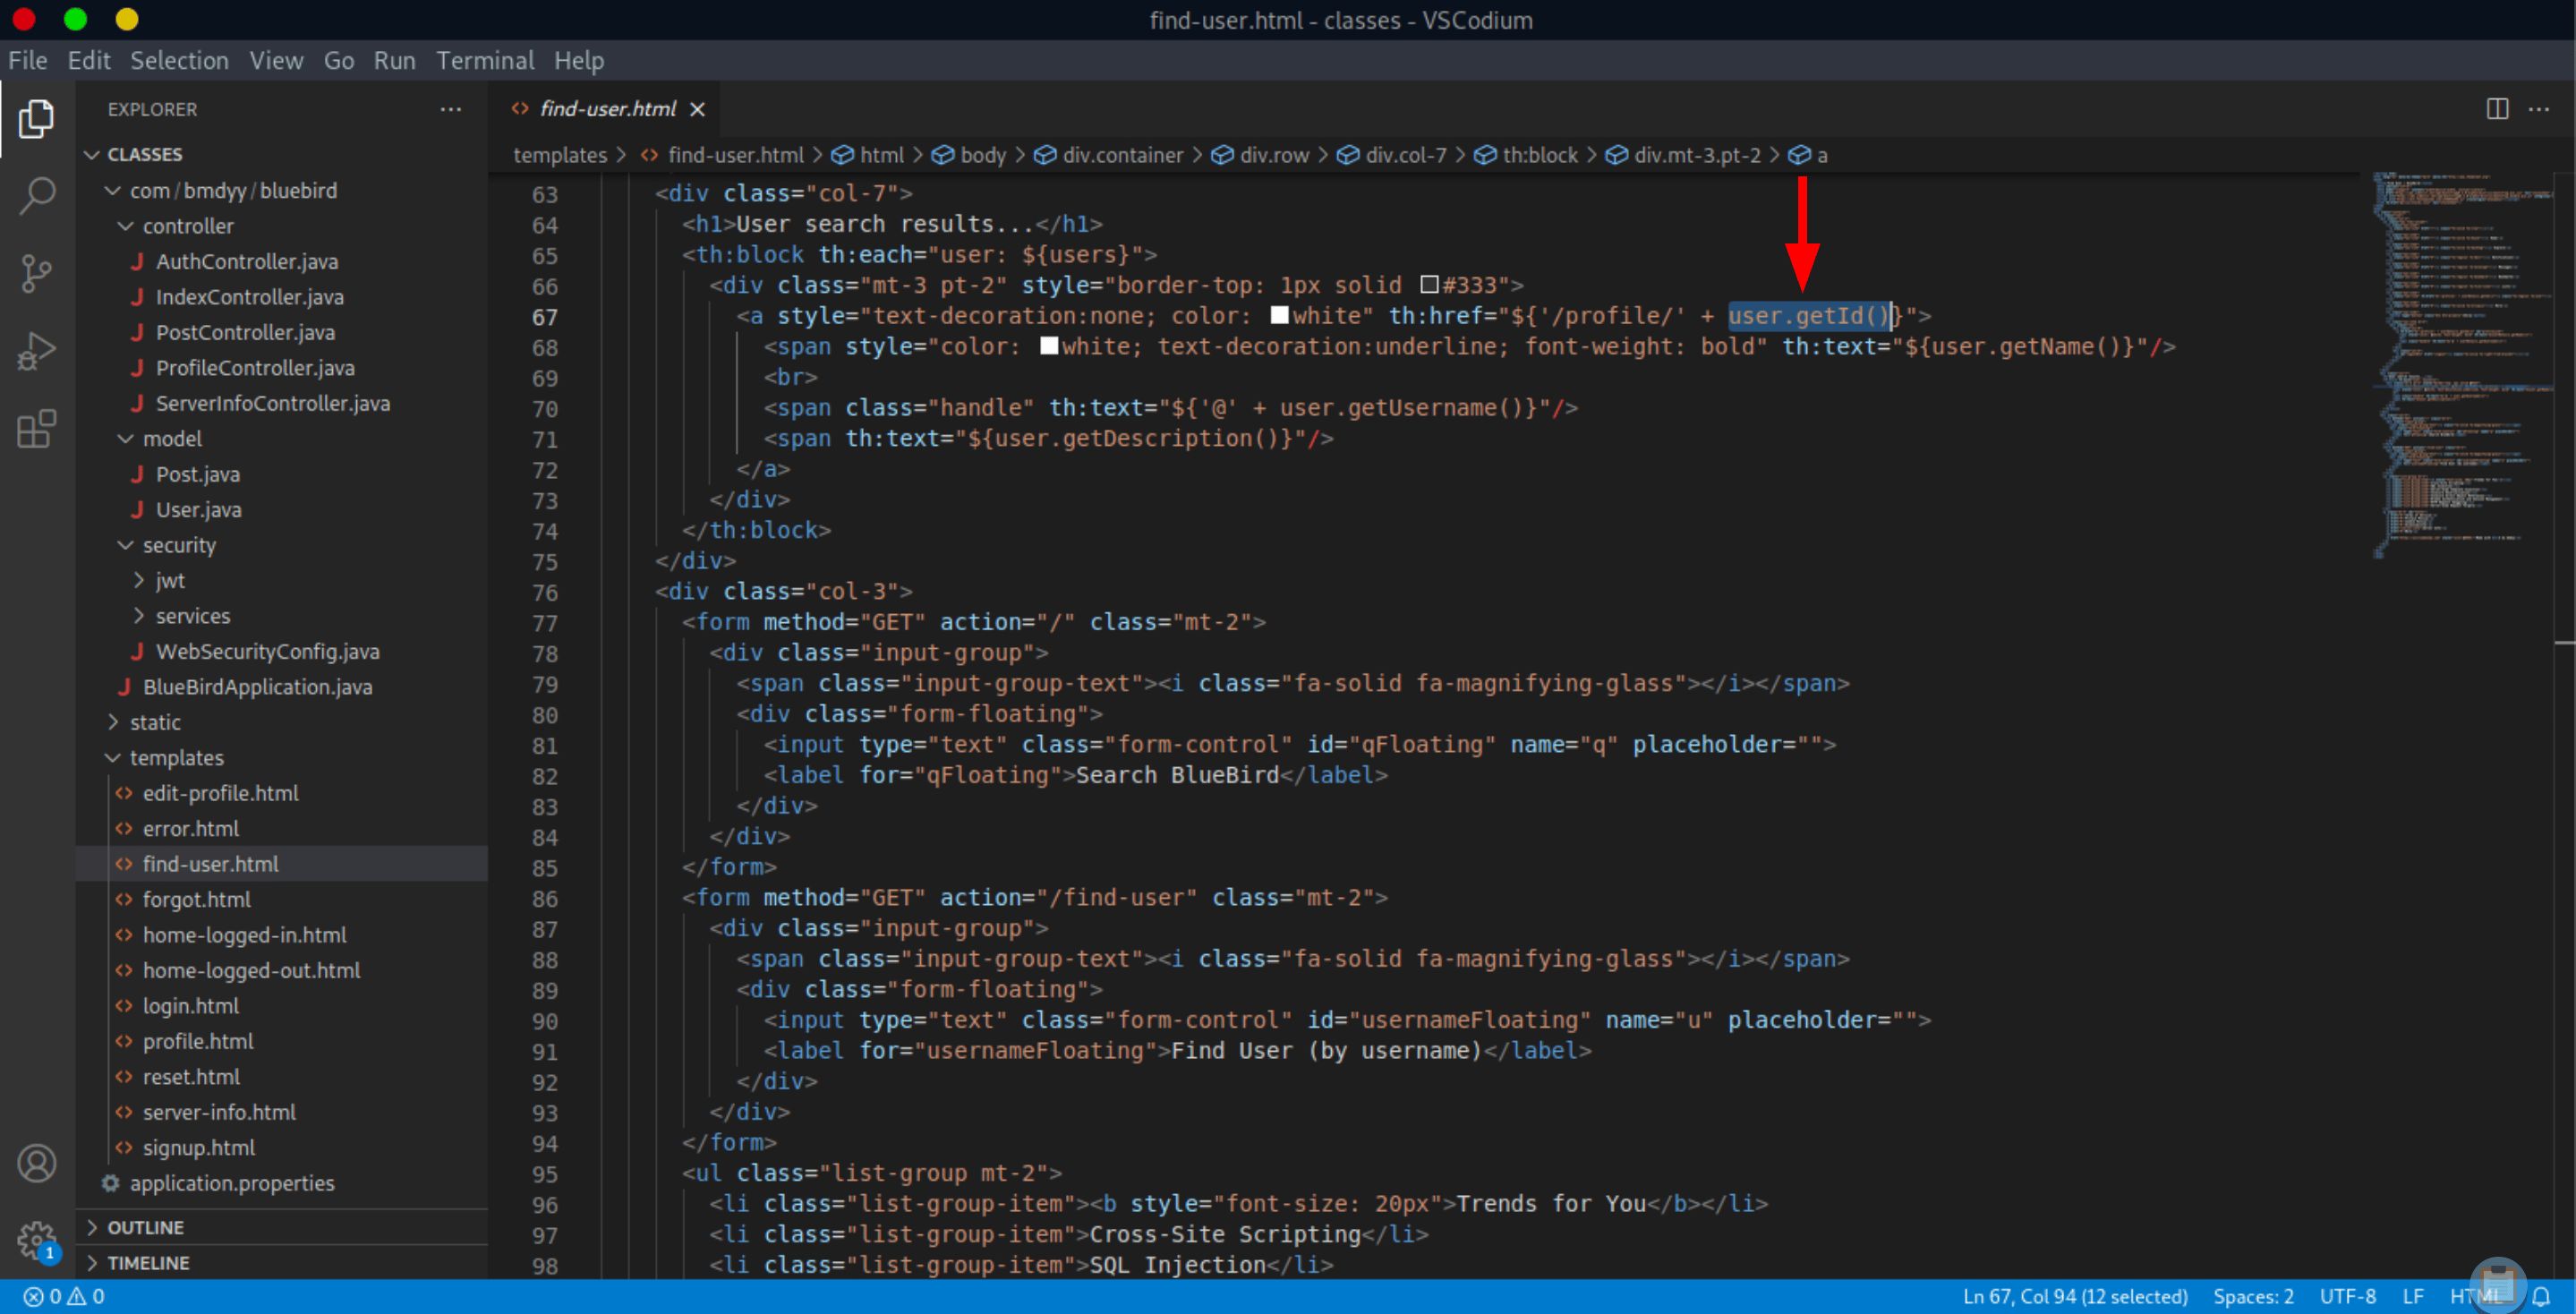 find-user.html - classes - VSCodium
File Edit Selection View Go Run Terminal Help
EXPLORER
CLASSES
com / bmdyy / bluebird
controller
AuthController.java
IndexController.java
PostController.java
ProfileController.java
ServerInfoController.java
model
Post.java
User.java
security
jwt
services
WebSecurityConfig.java
BlueBirdApplication.java
static
templates
edit-profile.html
error.html
find-user.html
forgot.html
home-logged-in.html
home-logged-out.html
login.html
profile.html
reset.html
server-info.html
signup.html
application.properties
OUTLINE
TIMELINE
1
find-user.html
templates > find-user.html > html > body > div.container > div.row > div.col-7 > th:block > div.mt-3.pt-2 > a
63 <div class="col-7">
64 <h1>User search results...</h1>
65 <th:block th:each="user: ${users}">
66 <div class="mt-3 pt-2" style="border-top: 1px solid #333">
67 <a style="text-decoration:none; color: white" th:href="${'/profile/' + user.getId()}">
68 <span style="color: white; text-decoration:underline; font-weight: bold" th:text="${user.getName()}"/>
69 <br>
70 <span class="handle" th:text="${'@' + user.getUsername()}"/>
71 <span th:text="${user.getDescription()}"/>
72 </a>
73 </div>
74 </th:block>
75 </div>
76 <div class="col-3">
77 <form method="GET" action="/" class="mt-2">
78 <div class="input-group">
79 <span class="input-group-text"><i class="fa-solid fa-magnifying-glass"></i></span>
80 <div class="form-floating">
81 <input type="text" class="form-control" id="qFloating" name="q" placeholder="">
82 <label for="qFloating">Search BlueBird</label>
83 </div>
84 </div>
85 </form>
86 <form method="GET" action="/find-user" class="mt-2">
87 <div class="input-group">
88 <span class="input-group-text"><i class="fa-solid fa-magnifying-glass"></i></span>
89 <div class="form-floating">
90 <input type="text" class="form-control" id="usernameFloating" name="u" placeholder="">
91 <label for="usernameFloating">Find User (by username)</label>
92 </div>
93 </div>
94 </form>
95 <ul class="list-group mt-2">
96 <li class="list-group-item"><b style="font-size: 20px">Trends for You</b></li>
97 <li class="list-group-item">Cross-Site Scripting</li>
98 <li class="list-group-item">SQL Injection</li>
0 0
Ln 67, Col 94 (12 selected) Spaces: 2 UTF-8 LF HTML